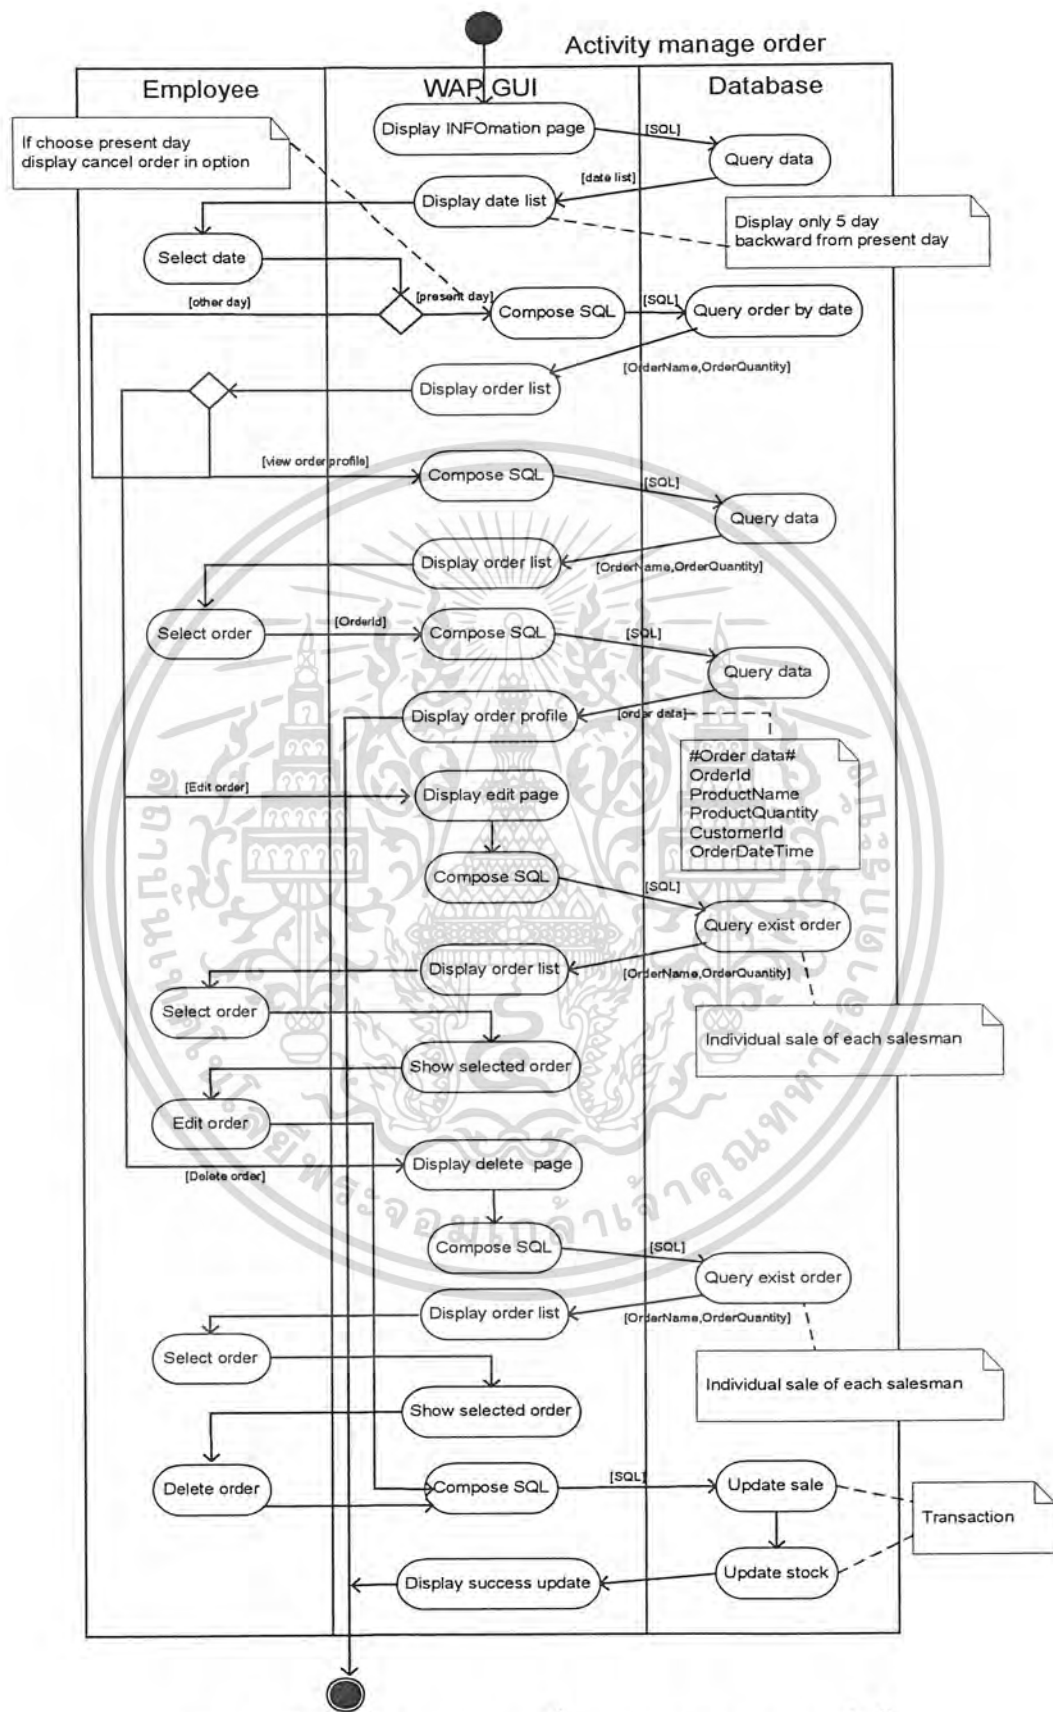 Activity manage order
Employee
WAP GUI
Database
If choose present day
display cancel order in option
Display INFOmation page
[SQL]
Query data
[date list]
Display date list
Display only 5 day
backward from present day
Select date
[other day]
[present day]
Compose SQL
[SQL]
Query order by date
[OrderName,OrderQuantity]
Display order list
[view order profile]
Compose SQL
[SQL]
Query data
[OrderName,OrderQuantity]
Display order list
Select order
[OrderId]
Compose SQL
[SQL]
Query data
[order data]
Display order profile
#Order data#
OrderId
ProductName
ProductQuantity
CustomerId
OrderDateTime
[Edit order]
Display edit page
Compose SQL
[SQL]
Query exist order
[OrderName,OrderQuantity]
Display order list
Individual sale of each salesman
Select order
Show selected order
Edit order
[Delete order]
Display delete page
Compose SQL
[SQL]
Query exist order
[OrderName,OrderQuantity]
Display order list
Individual sale of each salesman
Select order
Show selected order
Delete order
Compose SQL
[SQL]
Update sale
Transaction
Update stock
Display success update